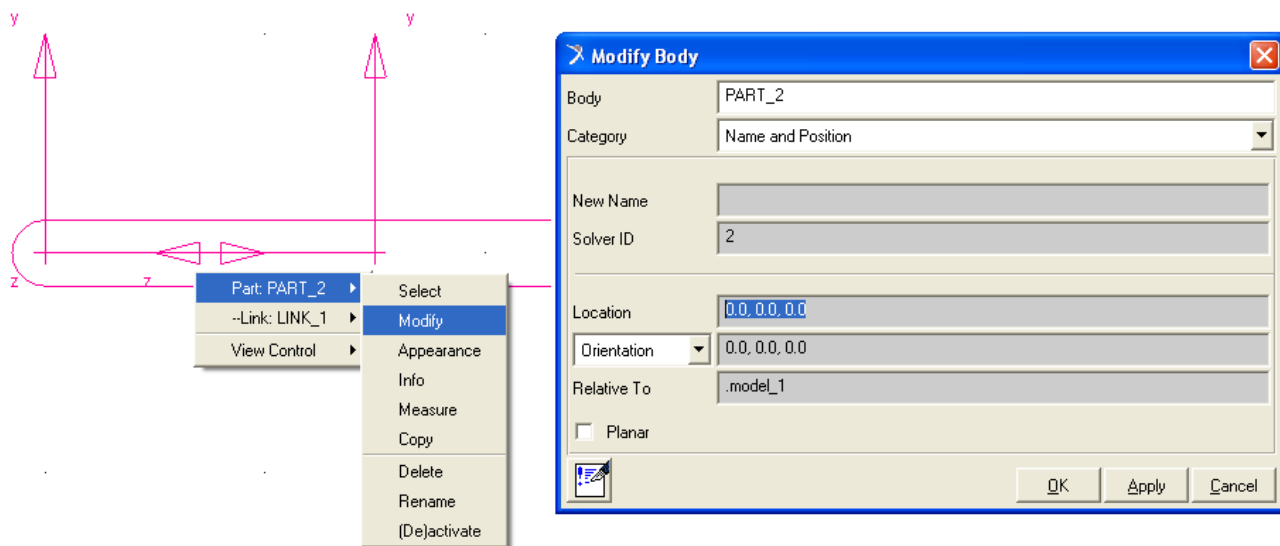 y
y
z
z
Part: PART_2
--Link: LINK_1
View Control
Select
Modify
Appearance
Info
Measure
Copy
Delete
Rename
(De)activate
Modify Body
Body
PART_2
Category
Name and Position
New Name
Solver ID
2
Location
0.0, 0.0, 0.0
Orientation
0.0, 0.0, 0.0
Relative To
.model_1
Planar
OK
Apply
Cancel